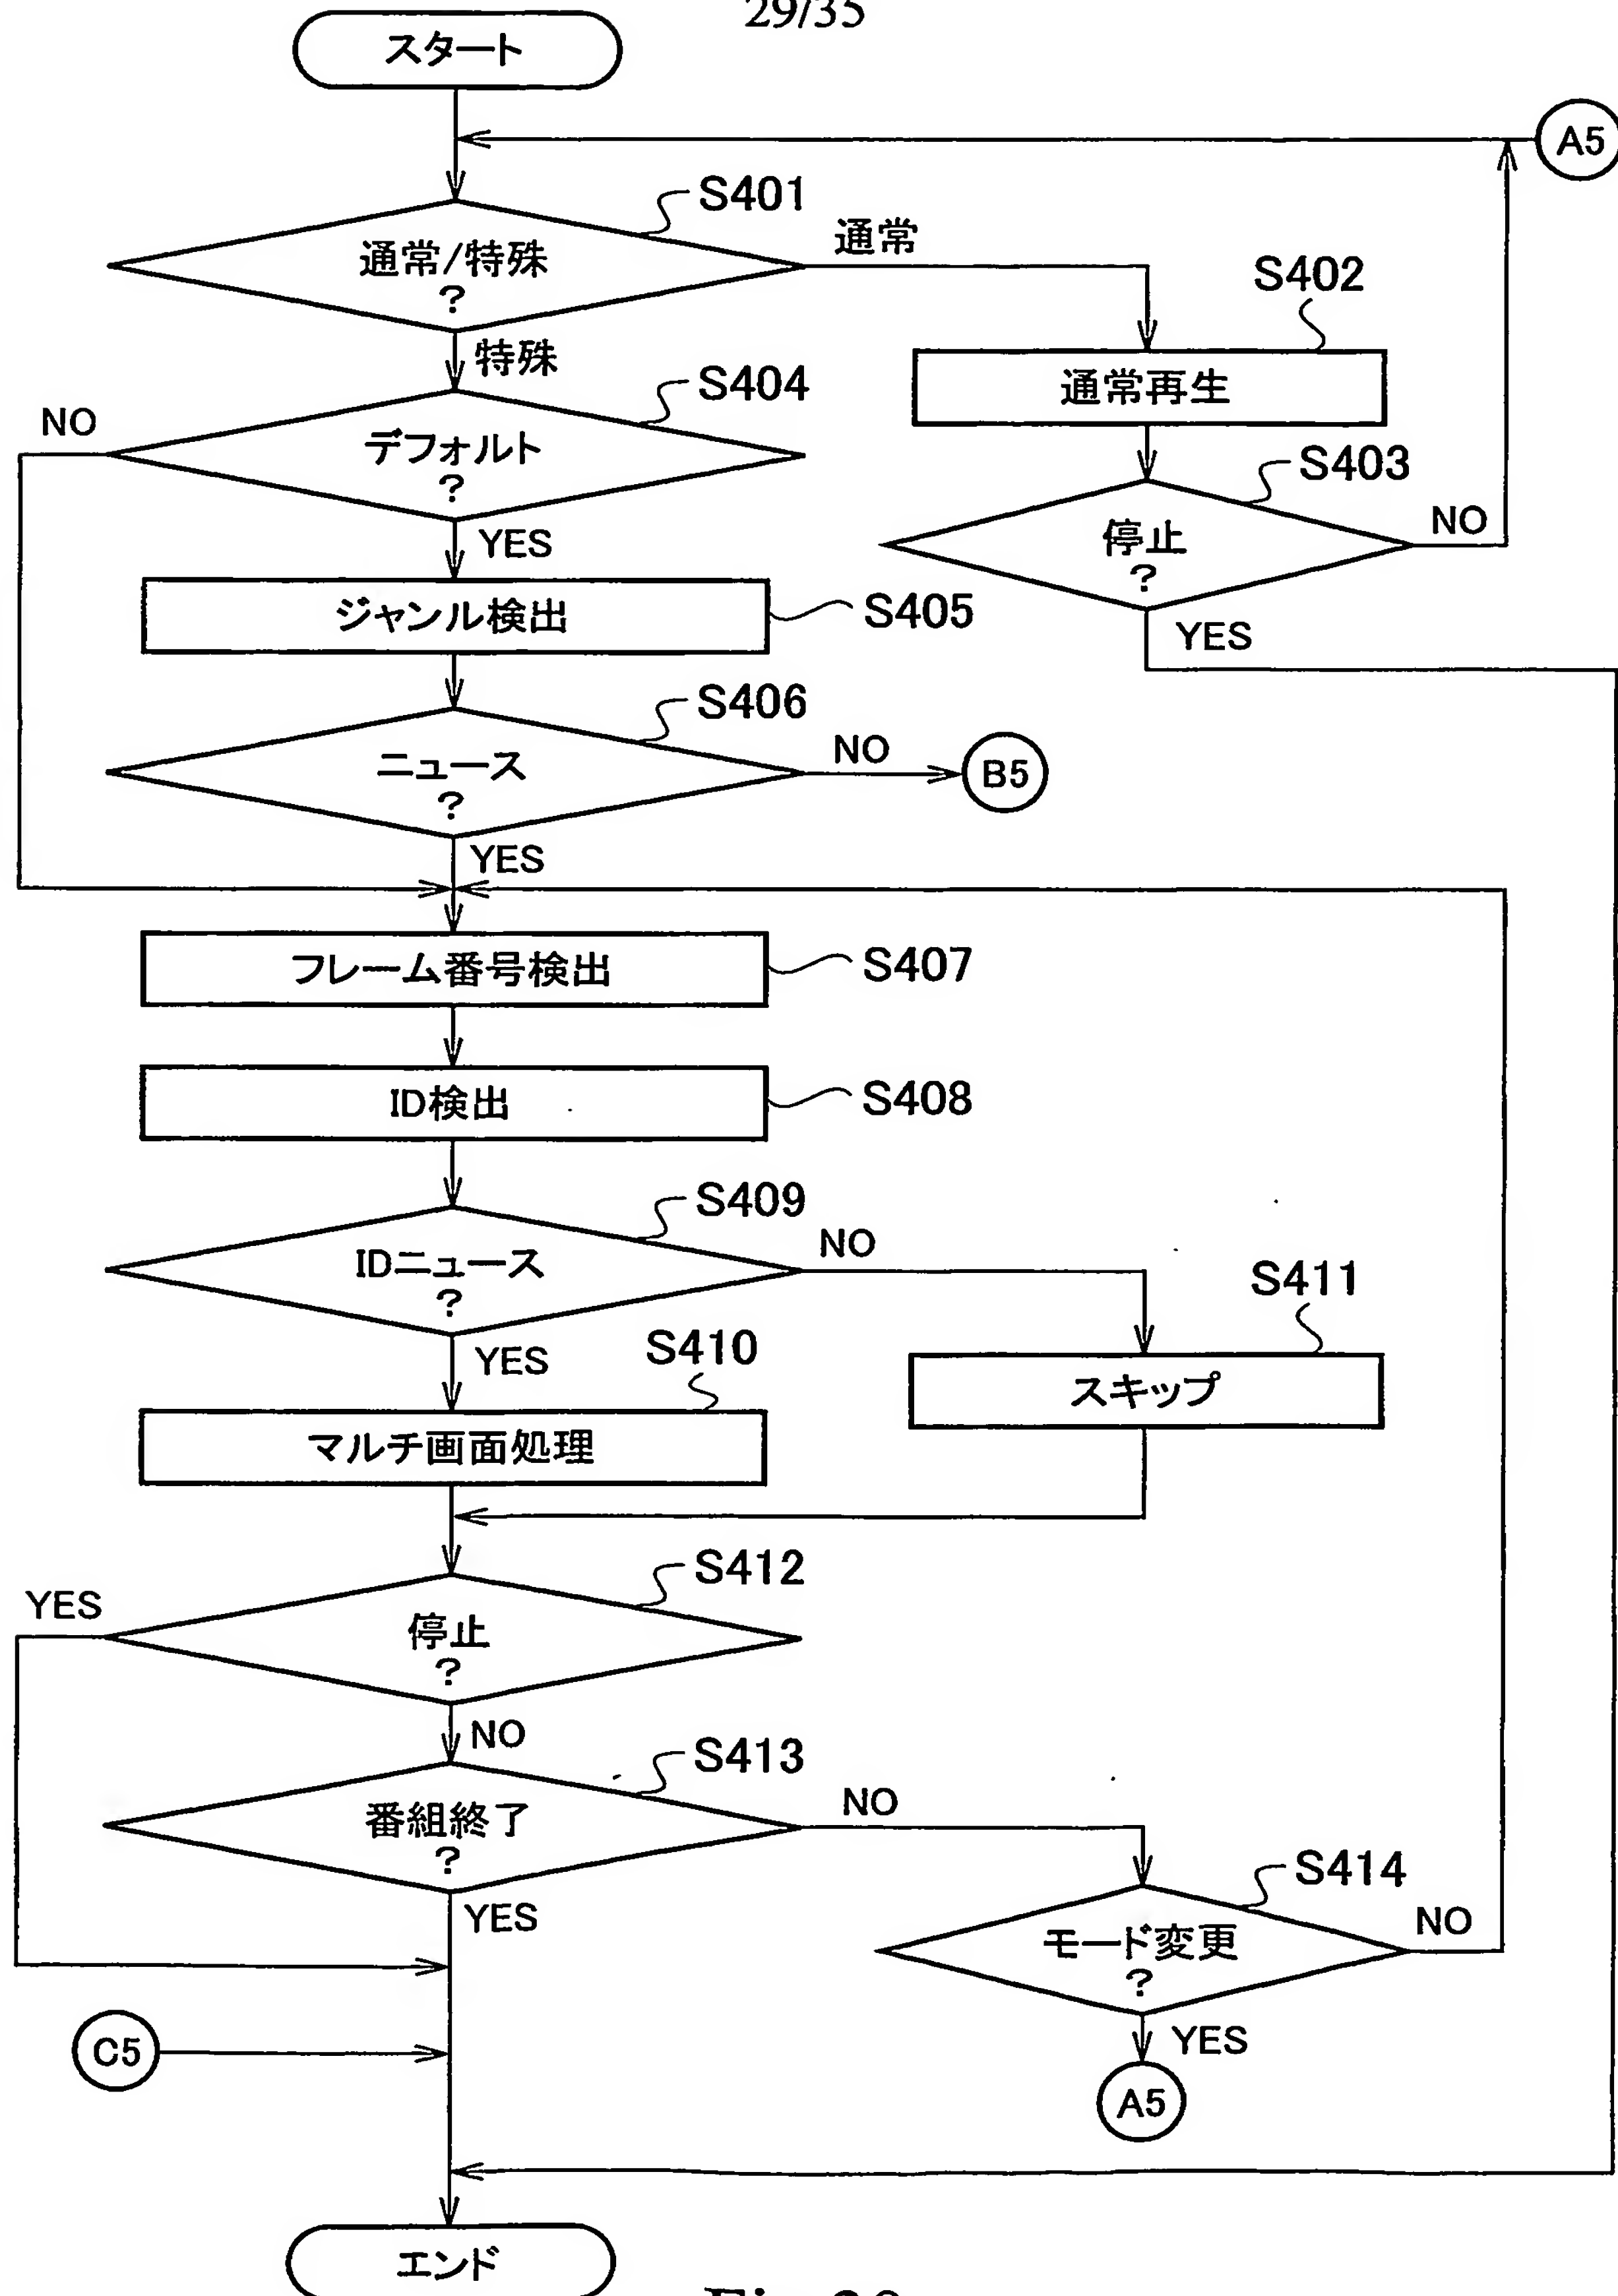 29/35
スタート
A5
S401
通常/特殊
?
通常
S402
特殊
通常再生
S404
NO
デフォルト
?
S403
停止
?
NO
YES
YES
ジャンル検出
S405
S406
ニュース
?
NO
B5
YES
フレーム番号検出
S407
ID検出
S408
S409
IDニュース
?
NO
S411
YES
S410
スキップ
マルチ画面処理
S412
YES
停止
?
NO
S413
番組終了
?
NO
S414
YES
モード変更
?
NO
YES
C5
A5
エンド